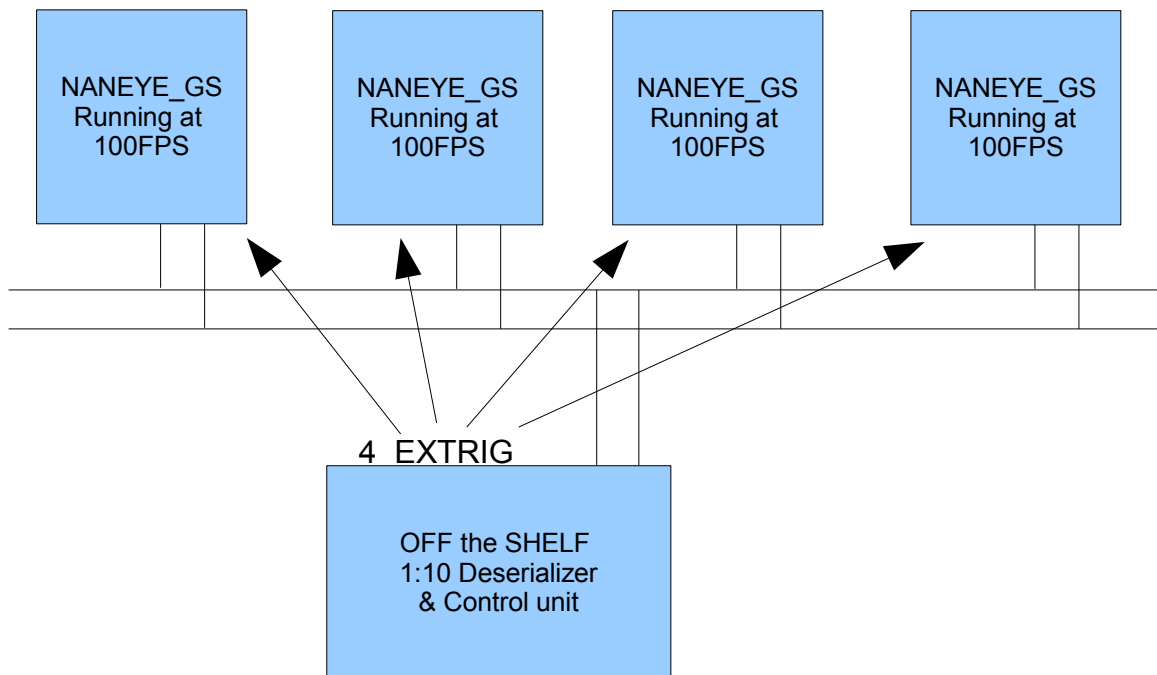 NANEYE_GS
Running at
100FPS
NANEYE_GS
Running at
100FPS
NANEYE_GS
Running at
100FPS
NANEYE_GS
Running at
100FPS
4 EXTRIG
OFF the SHELF
1:10 Deserializer
& Control unit